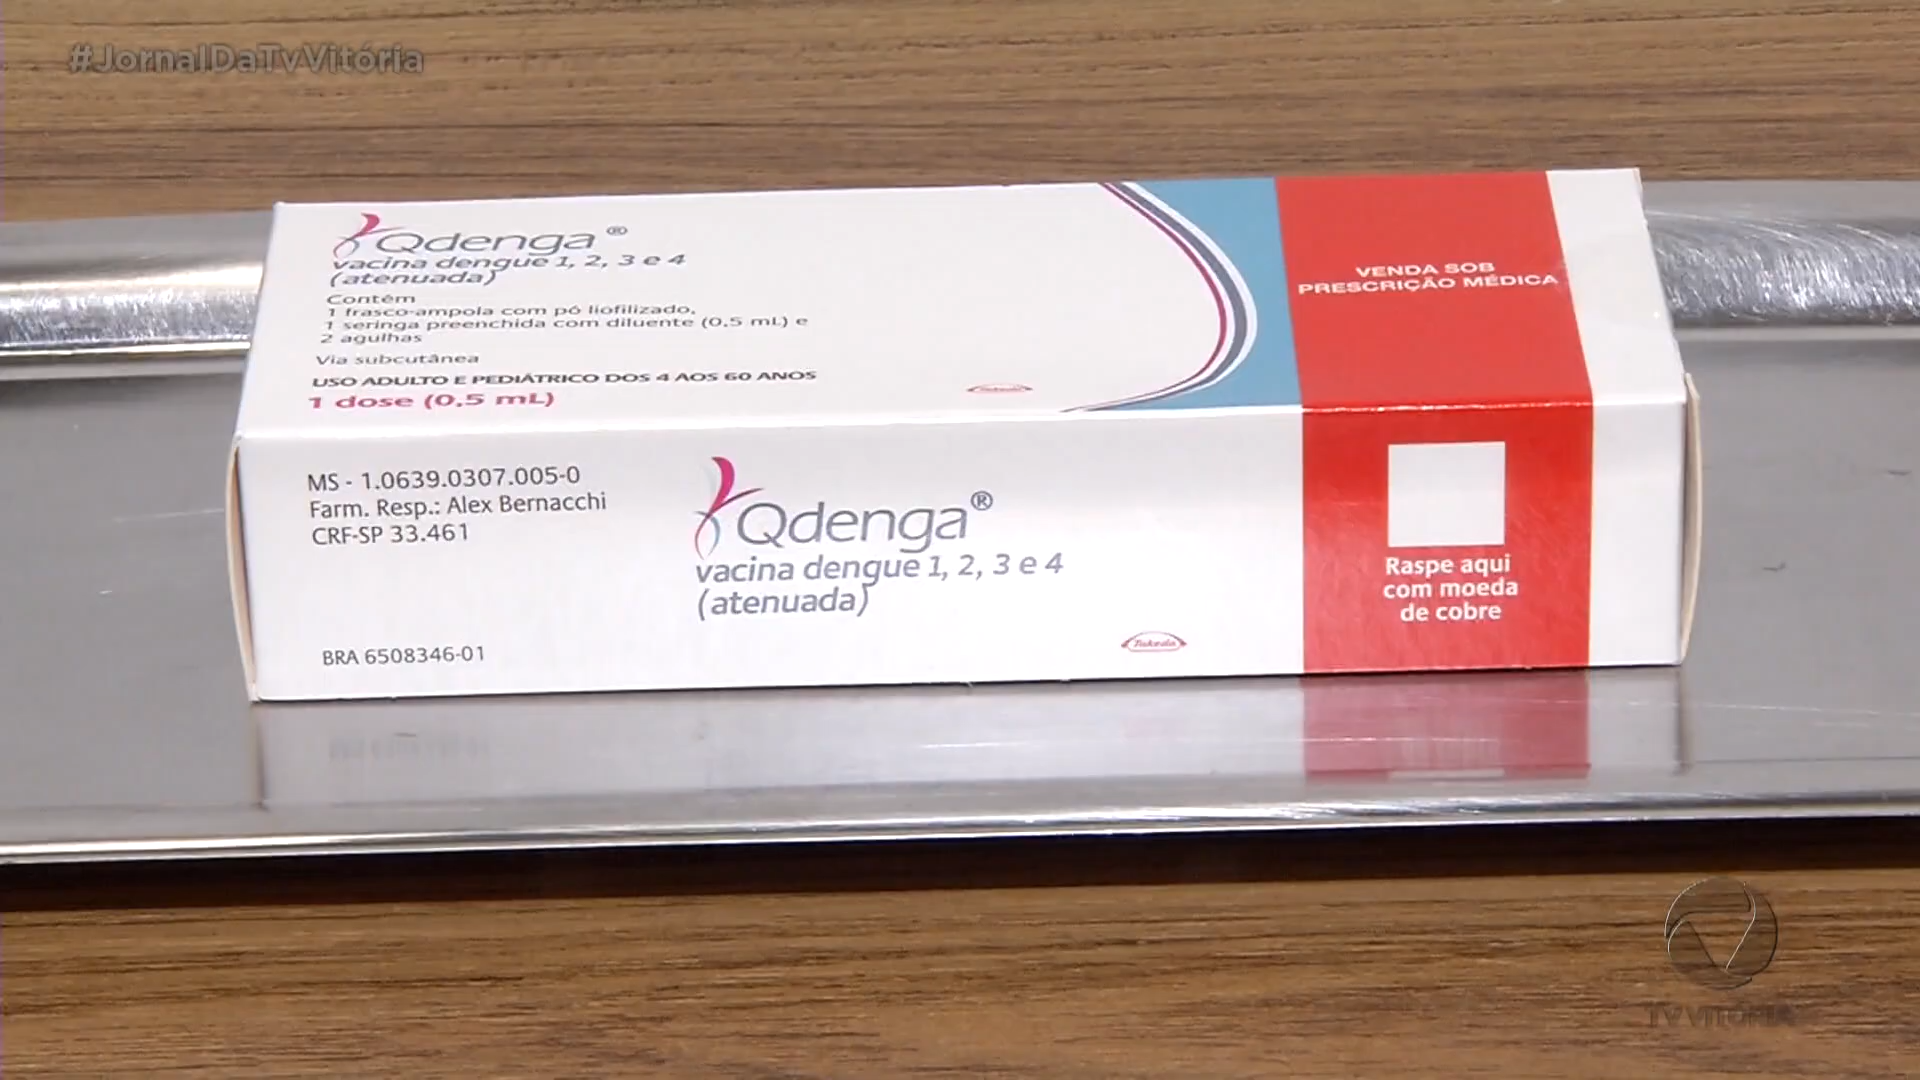 #JornalDaTvVitória
Qdenga®
vacina dengue 1, 2, 3 e 4
(atenuada)
Contém
1 frasco-ampola com pó liofilizado,
1 seringa preenchida com diluente (0,5 mL) e
2 agulhas
Via subcutânea
USO ADULTO E PEDIÁTRICO DOS 4 AOS 60 ANOS
1 dose (0,5 mL)
Takeda
VENDA SOB
PRESCRIÇÃO MÉDICA
MS - 1.0639.0307.005-0
Farm. Resp.: Alex Bernacchi
CRF-SP 33.461
BRA 6508346-01
Qdenga®
vacina dengue 1, 2, 3 e 4
(atenuada)
Takeda
Raspe aqui
com moeda
de cobre
TV VITÓRIA